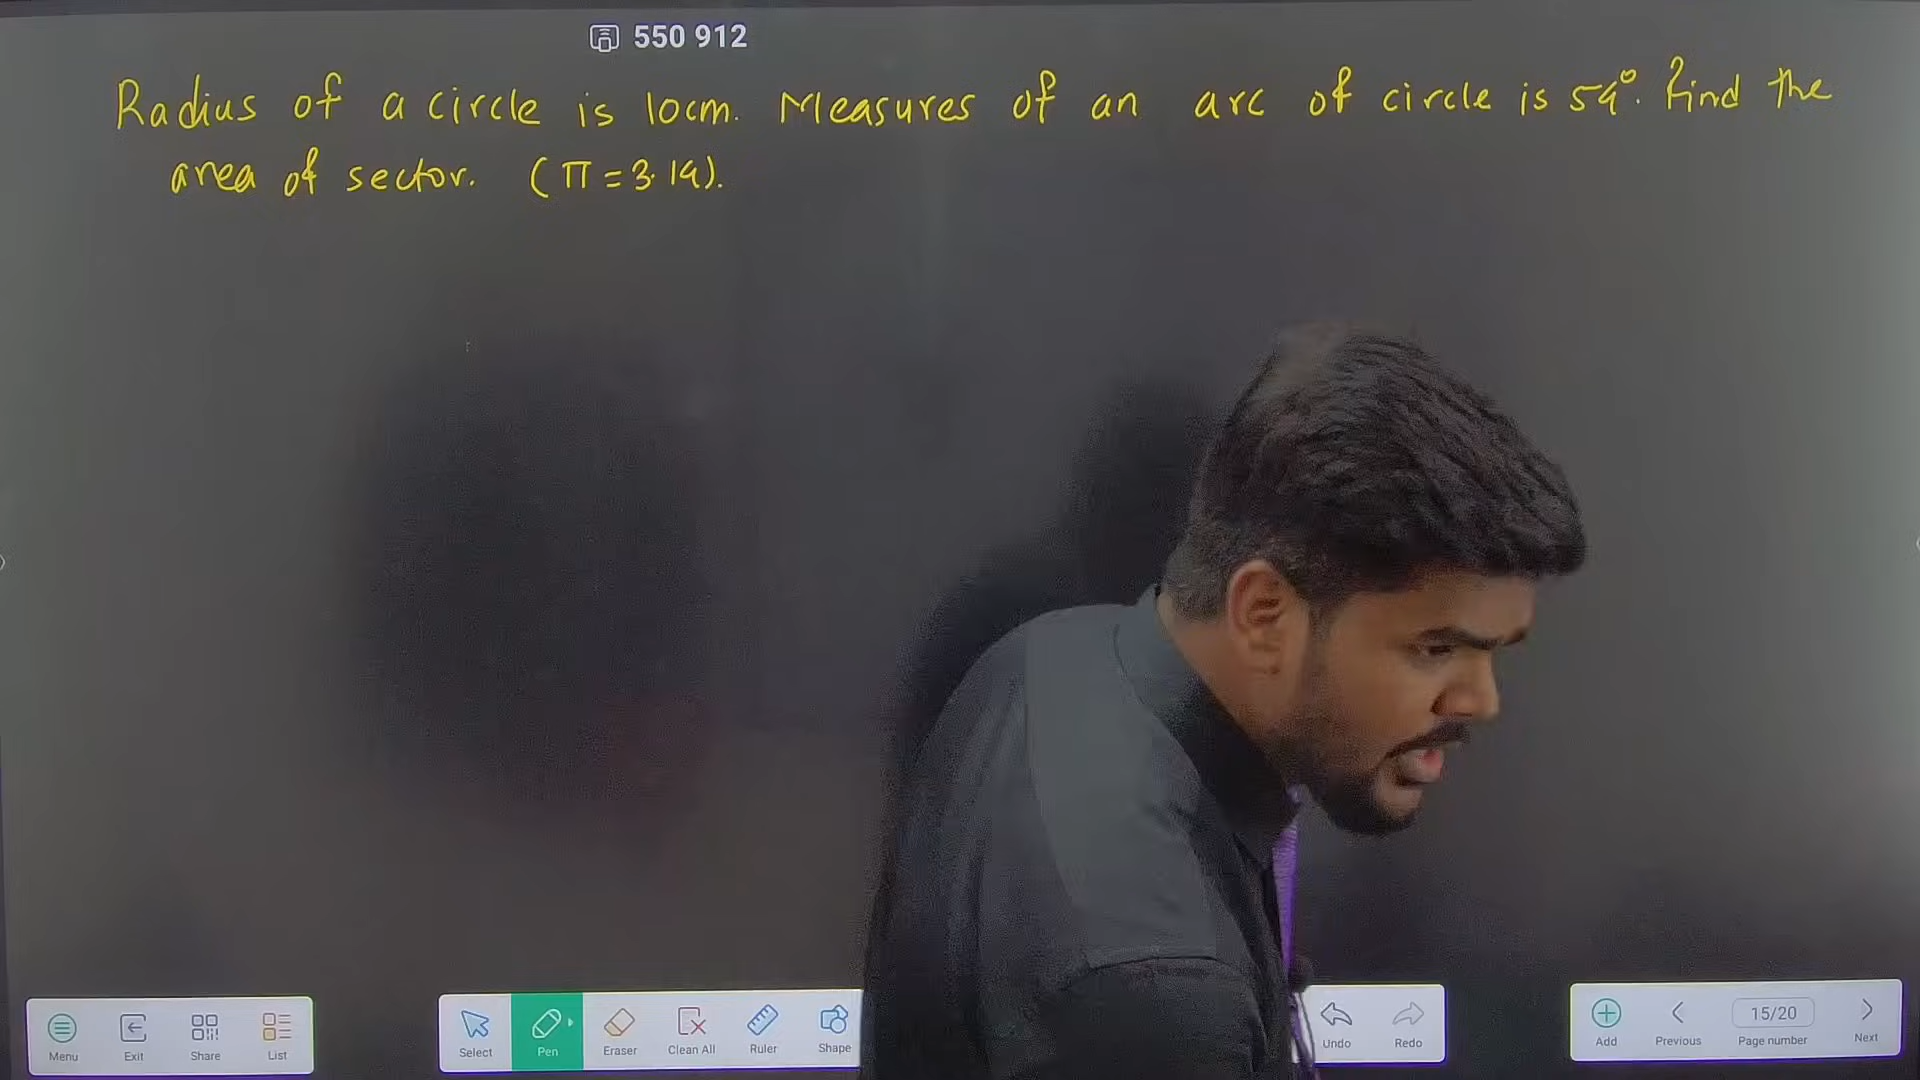 550 912
Radius of a circle is 10cm. Measures of an arc of circle is 54°. Find the
area of sector. (π = 3.14).
Menu Exit Share List
Select Pen Eraser Clean All Ruler Shape
Undo Redo
Add Previous 15/20 Page number Next